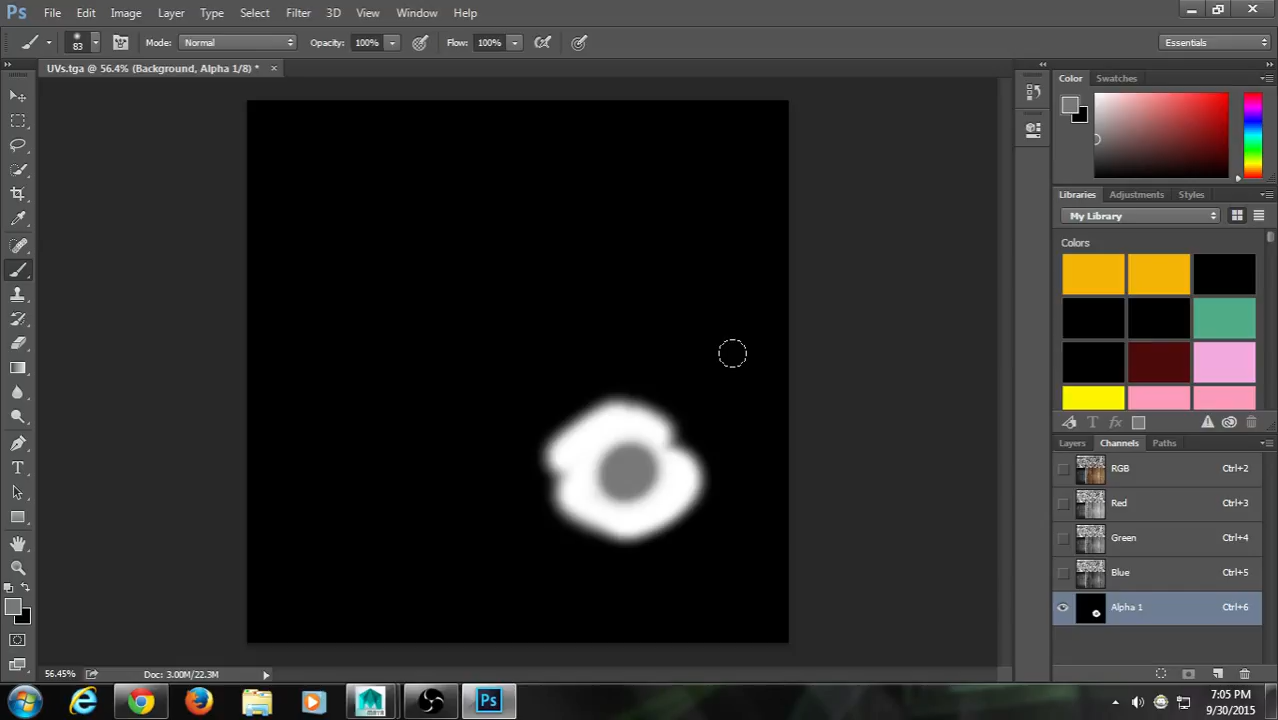 Ps File Edit Image Layer Type Select Filter 3D View Window Help
83 Mode: Normal Opacity: 100% Flow: 100% Essentials
UVs.tga @ 56.4% (Background, Alpha 1/8) * ×
Color Swatches
Libraries Adjustments Styles
My Library
Colors
Layers Channels Paths
RGB Ctrl+2
Red Ctrl+3
Green Ctrl+4
Blue Ctrl+5
Alpha 1 Ctrl+6
56.45% Doc: 3.00M/22.3M
MAYA Ps 7:05 PM
9/30/2015